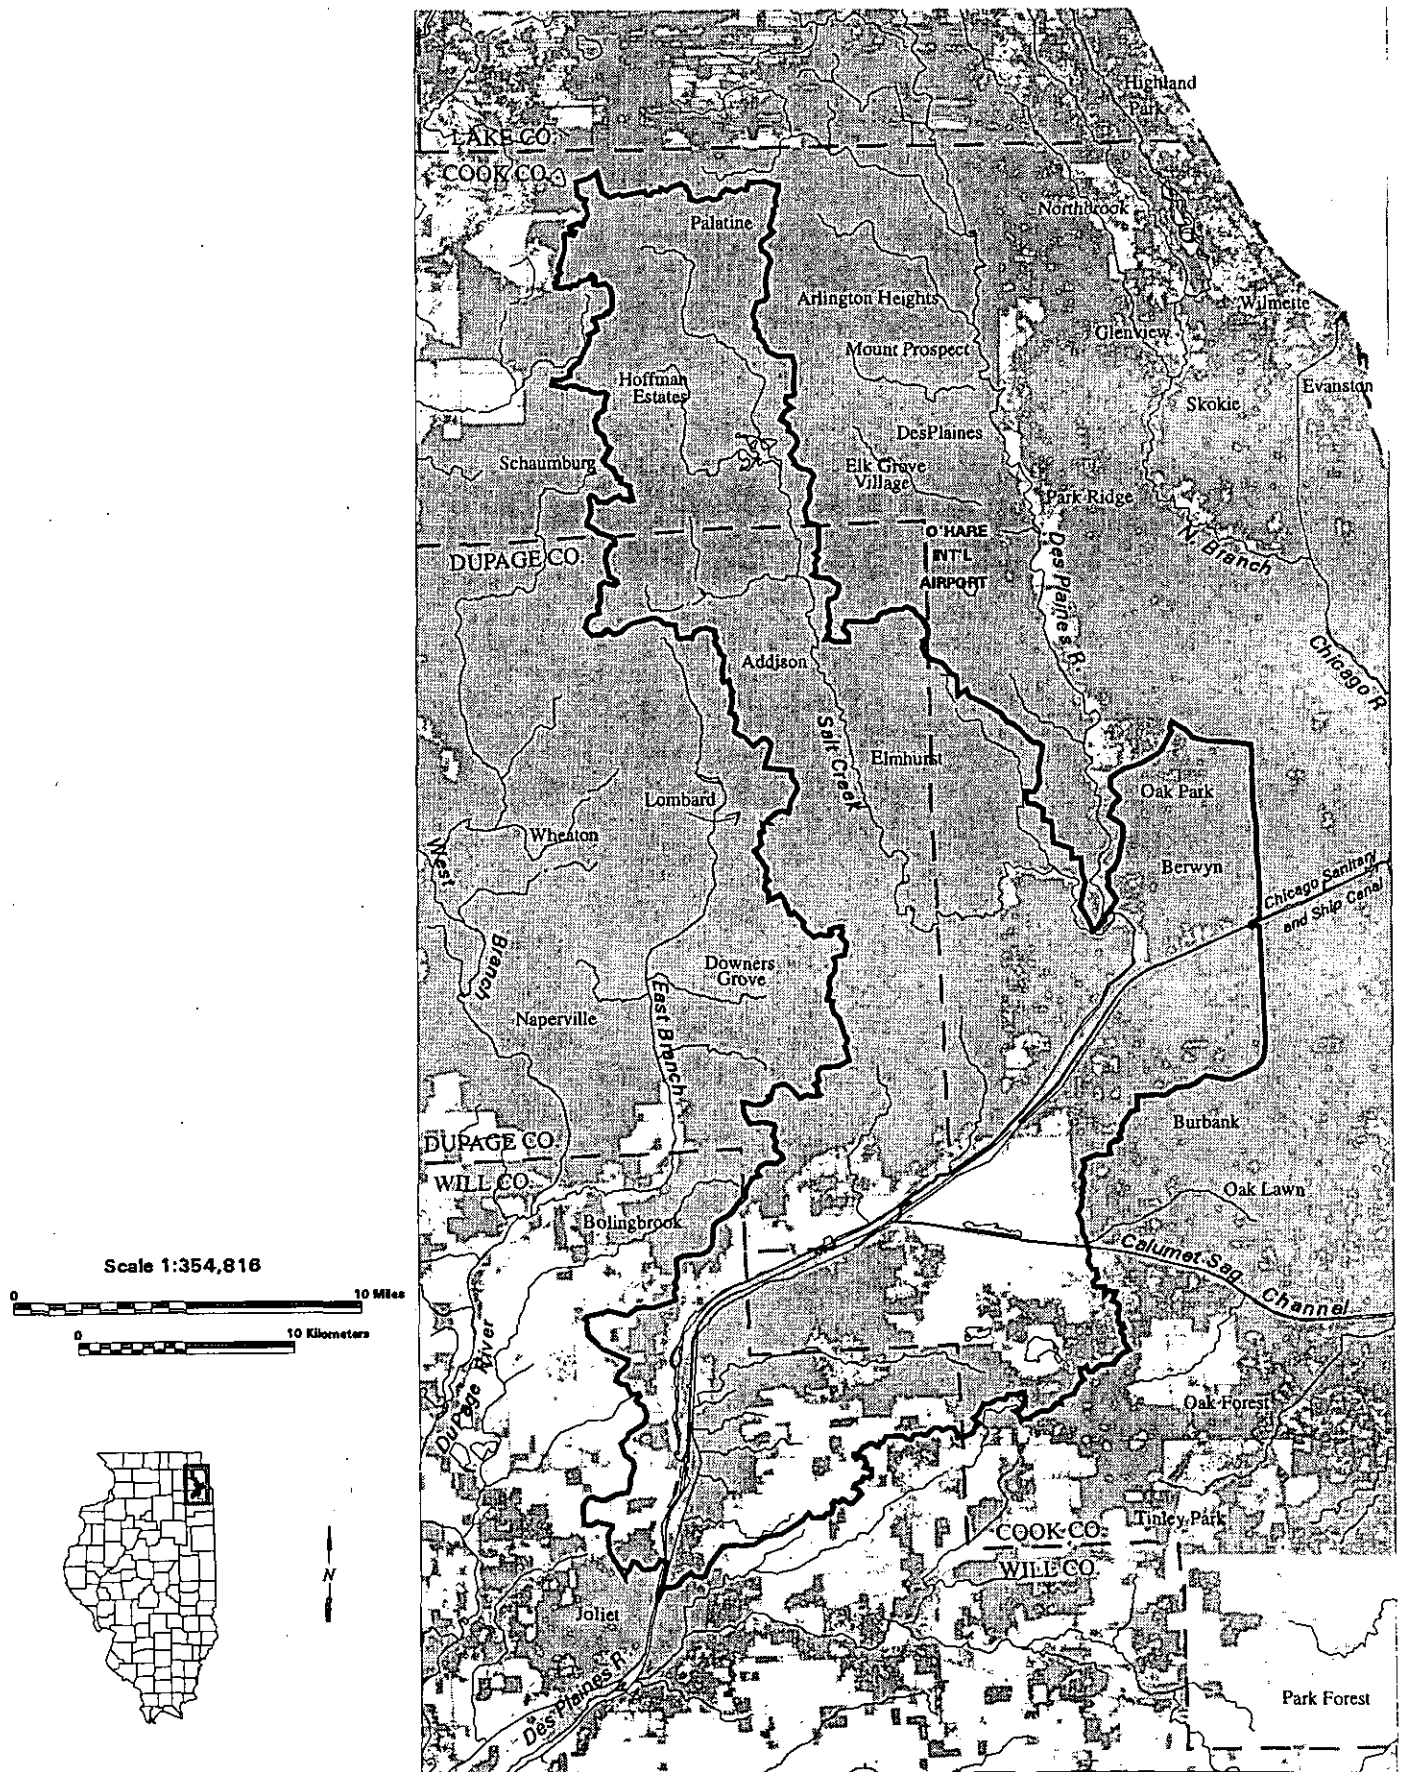 Highland
Park
LAKE CO.
COOK CO.
Palatine
Northbrook
Arlington Heights
Wilmette
Glenview
Mount Prospect
Hoffman
Estates
Evanston
Skokie
DesPlaines
Schaumburg
Elk Grove
Village
Park Ridge
O'HARE
INT'L
AIRPORT
N. Branch
DUPAGE CO.
Des Plaines R.
Chicago R
Addison
Salt Creek
Elmhurst
Oak Park
Lombard
Wheaton
West
Branch
Berwyn
Chicago Sanitary
and Ship Canal
Downers
Grove
East Branch
Naperville
Burbank
DUPAGE CO.
WILL CO.
Oak Lawn
Bolingbrook
Calumet Sag
Channel
Scale 1:354,816
0 10 Miles
0 10 Kilometers
DuPage River
Oak Forest
Tinley Park
COOK CO.
WILL CO.
N
Joliet
Des Plaines R.
Park Forest